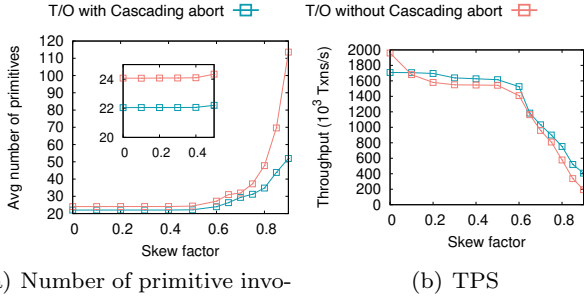 T/O with Cascading abort T/O without Cascading abort
Avg number of primitives
120
110
100
90
80
70
60
50
40
30
20
24
22
20
0 0.2 0.4
0 0.2 0.4 0.6 0.8
Skew factor
Throughput (10³ Txns/s)
2000
1800
1600
1400
1200
1000
800
600
400
200
0
0 0.2 0.4 0.6 0.8
Skew factor
) Number of primitive invo-
(b) TPS